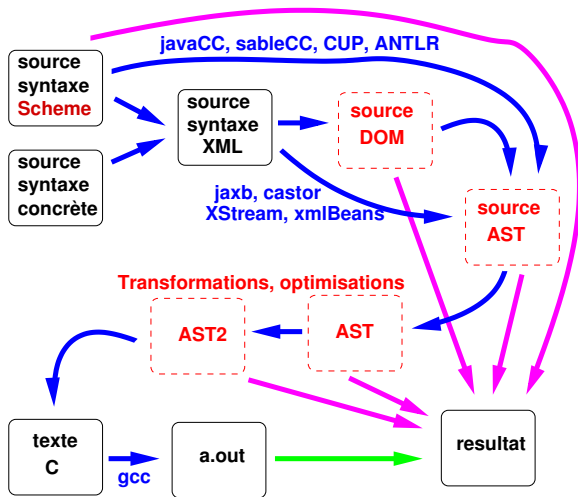 javaCC, sableCC, CUP, ANTLR
source
syntaxe
Scheme
source
syntaxe
XML
source
DOM
source
syntaxe
concrète
jaxb, castor
XStream, xmlBeans
source
AST
Transformations, optimisations
AST2
AST
texte
C
gcc
a.out
resultat